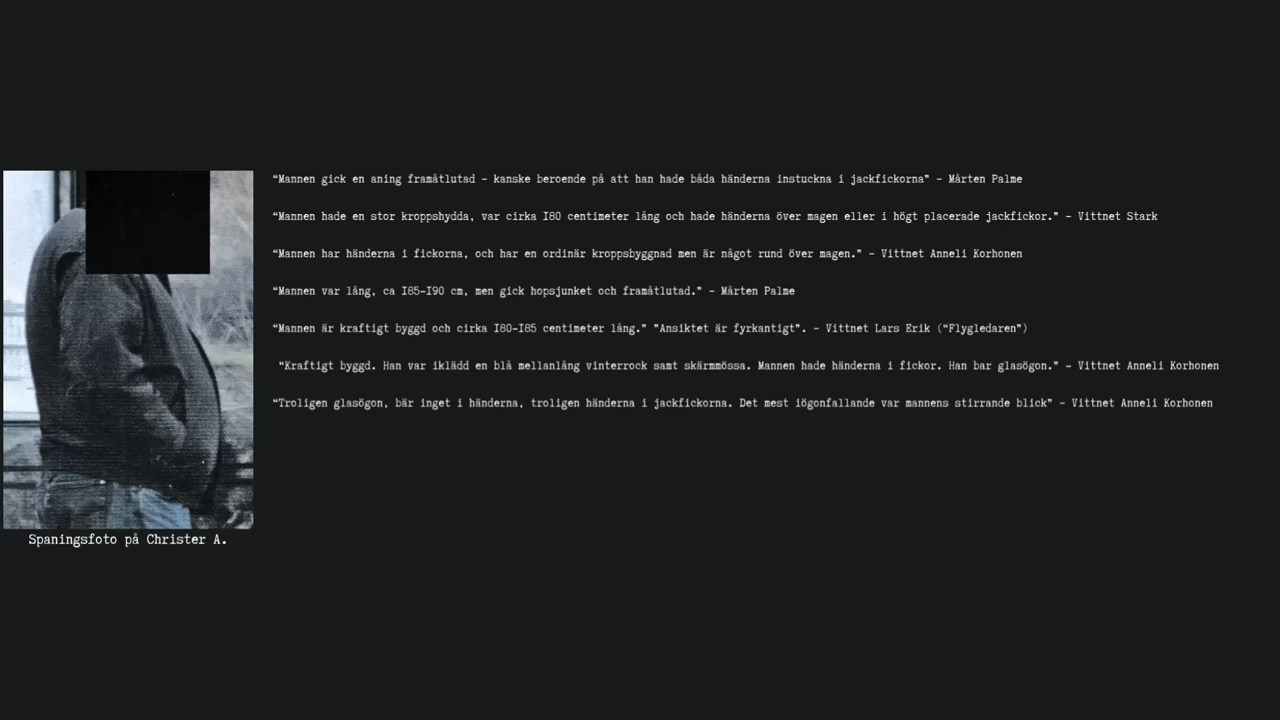 “Mannen gick en aning framåtlutad - kanske beroende på att han hade båda händerna instuckna i jackfickorna” - Mårten Palme
“Mannen hade en stor kroppshydda, var cirka I80 centimeter lång och hade händerna över magen eller i högt placerade jackfickor.” - Vittnet Stark
“Mannen har händerna i fickorna, och har en ordinär kroppsbyggnad men är något rund över magen.” - Vittnet Anneli Korhonen
“Mannen var lång, ca I85-I90 cm, men gick hopsjunket och framåtlutad.” - Mårten Palme
“Mannen är kraftigt byggd och cirka I80-I85 centimeter lång.” "Ansiktet är fyrkantigt”. - Vittnet Lars Erik (“Flygledaren”)
“Kraftigt byggd. Han var iklädd en blå mellanlång vinterrock samt skärmmössa. Mannen hade händerna i fickor. Han bar glasögon.” - Vittnet Anneli Korhonen
“Troligen glasögon, bär inget i händerna, troligen händerna i jackfickorna. Det mest iögonfallande var mannens stirrande blick” - Vittnet Anneli Korhonen
Spaningsfoto på Christer A.